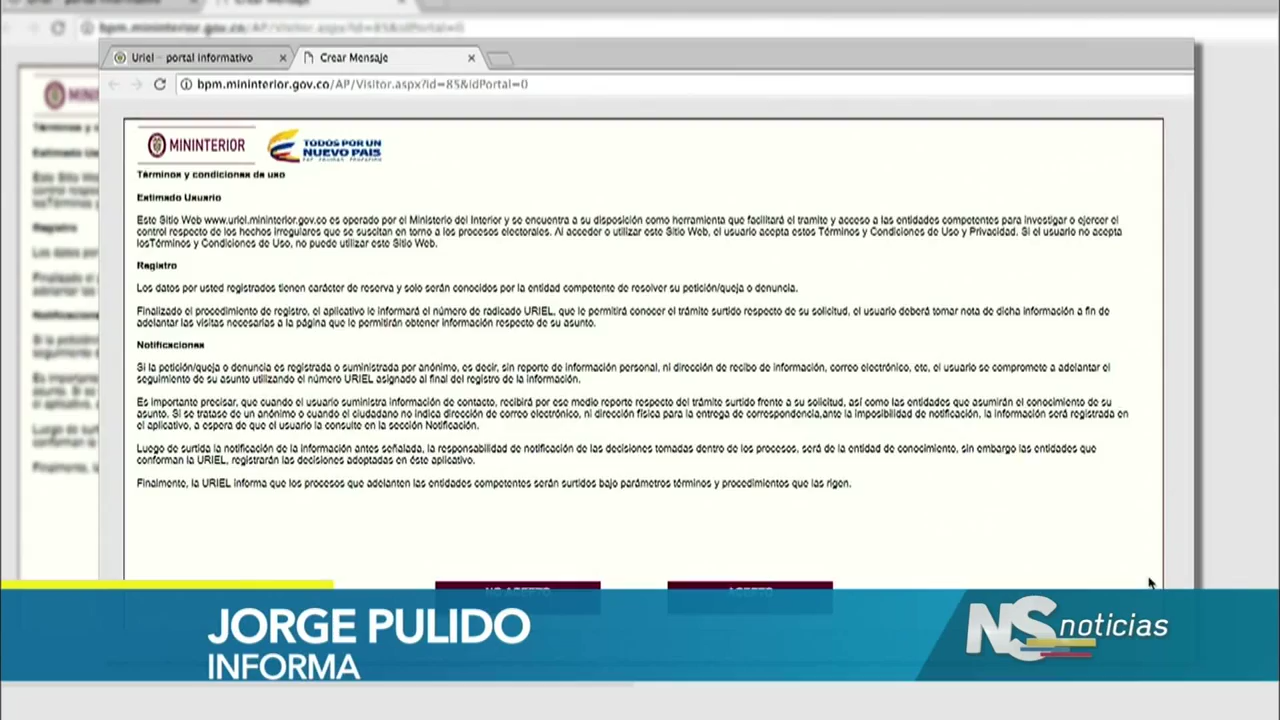 Uriel – portal informativo
Crear Mensaje
bpm.mininterior.gov.co/AP/Visitor.aspx?id=85&idPortal=0
MININTERIOR
TODOS POR UN
NUEVO PAÍS
PAZ EQUIDAD EDUCACIÓN
Términos y condiciones de uso
Estimado Usuario
Este Sitio Web www.uriel.mininterior.gov.co es operado por el Ministerio del Interior y se encuentra a su disposición como herramienta que facilitará el tramite y acceso a las entidades competentes para investigar o ejercer el
control respecto de los hechos irregulares que se suscitan en torno a los procesos electorales. Al acceder o utilizar este Sitio Web, el usuario acepta estos Términos y Condiciones de Uso y Privacidad. Si el usuario no acepta
losTérminos y Condiciones de Uso, no puede utilizar este Sitio Web.
Registro
Los datos por usted registrados tienen carácter de reserva y solo serán conocidos por la entidad competente de resolver su petición/queja o denuncia.
Finalizado el procedimiento de registro, el aplicativo le informará el número de radicado URIEL, que le permitirá conocer el trámite surtido respecto de su solicitud, el usuario deberá tomar nota de dicha información a fin de
adelantar las visitas necesarias a la página que le permitirán obtener información respecto de su asunto.
Notificaciones
Si la petición/queja o denuncia es registrada o suministrada por anónimo, es decir, sin reporte de información personal, ni dirección de recibo de información, correo electrónico, etc, el usuario se compromete a adelantar el
seguimiento de su asunto utilizando el número URIEL asignado al final del registro de la información.
Es importante precisar, que cuando el usuario suministra información de contacto, recibirá por ese medio reporte respecto del trámite surtido frente a su solicitud, así como las entidades que asumirán el conocimiento de su
asunto. Si se tratase de un anónimo o cuando el ciudadano no indica dirección de correo electrónico, ni dirección física para la entrega de correspondencia,ante la imposibilidad de notificación, la información será registrada en
el aplicativo, a espera de que el usuario la consulte en la sección Notificación.
Luego de surtida la notificación de la información antes señalada, la responsabilidad de notificación de las decisiones tomadas dentro de los procesos, será de la entidad de conocimiento, sin embargo las entidades que
conforman la URIEL, registrarán las decisiones adoptadas en éste aplicativo.
Finalmente, la URIEL informa que los procesos que adelanten las entidades competentes serán surtidos bajo parámetros términos y procedimientos que las rigen.
NO ACEPTO
ACEPTO
JORGE PULIDO
INFORMA
NS noticias